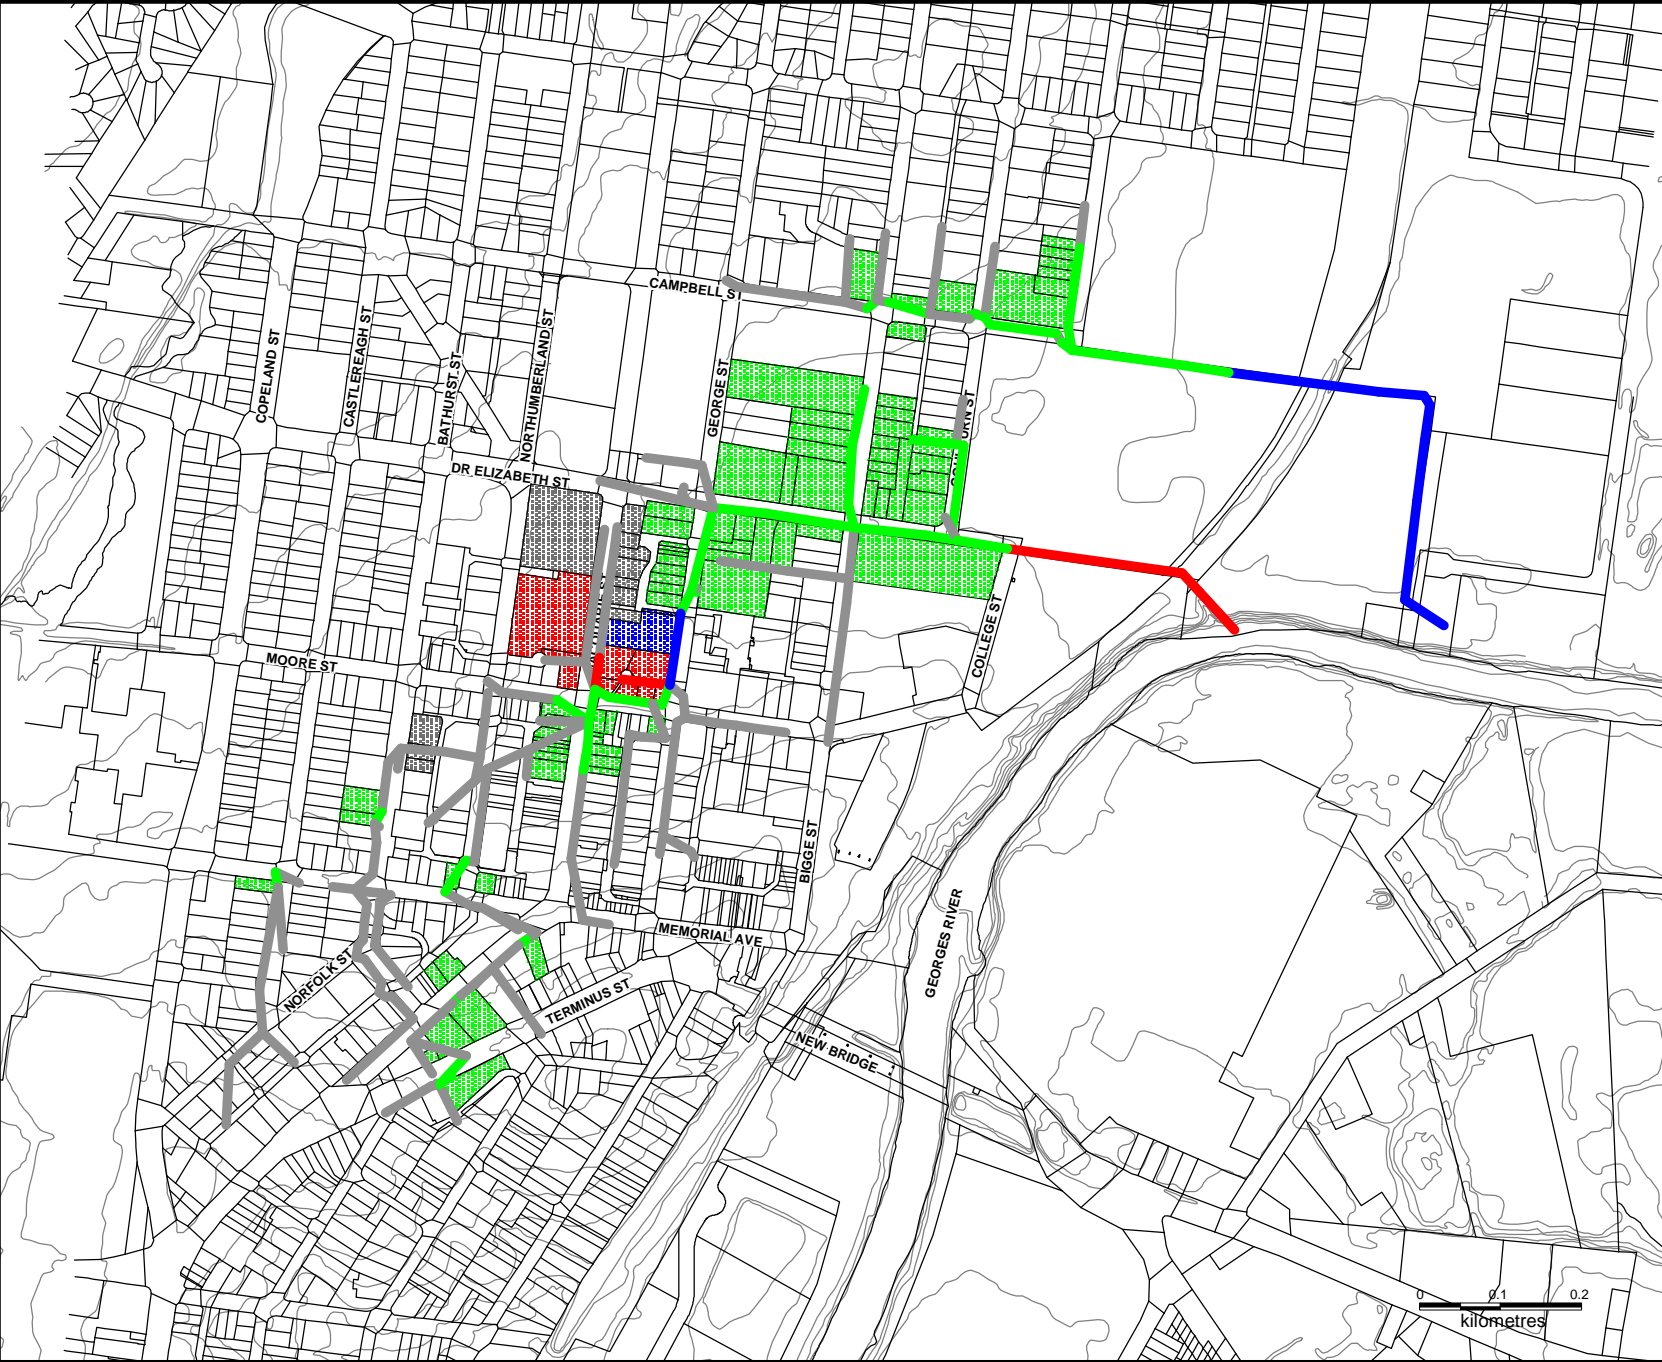 CAMPBELL ST
COPELAND ST
CASTLEREAGH ST
BATHURST ST
NORTHUMBERLAND ST
GEORGE ST
DR ELIZABETH ST
MOORE ST
COLLEGE ST
BIGGE ST
GEORGES RIVER
MEMORIAL AVE
NORFOLK ST
TERMINUS ST
NEW BRIDGE
0 0.1 0.2
kilometres